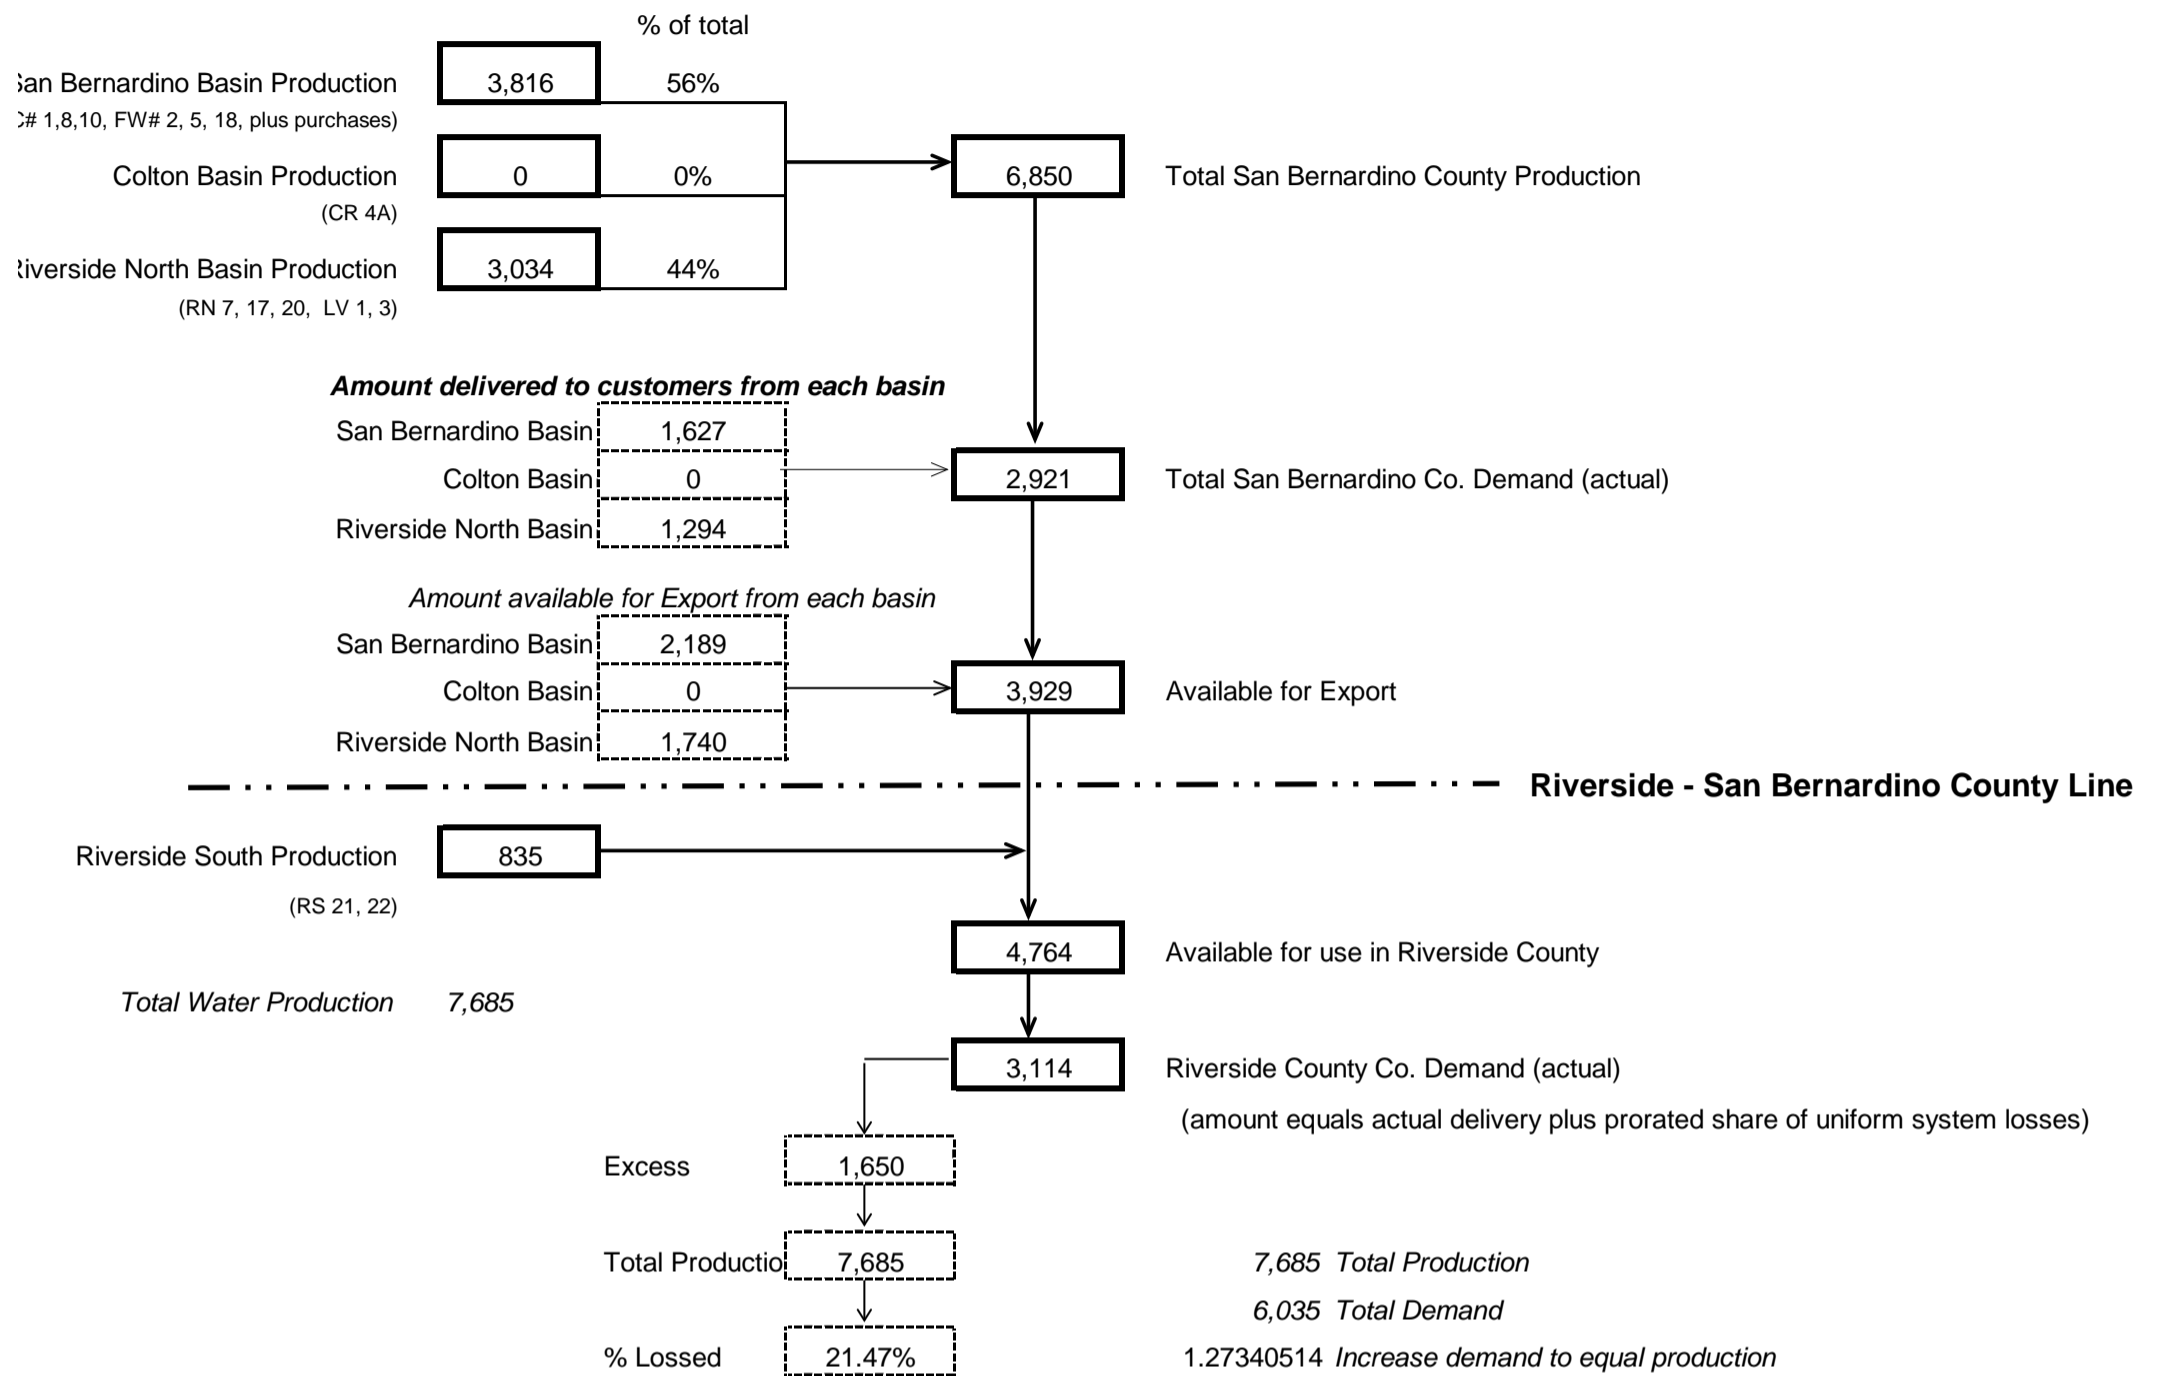 % of total
San Bernardino Basin Production 3,816 56%
C# 1,8,10, FW# 2, 5, 18, plus purchases)
Colton Basin Production 0 0% 6,850 Total San Bernardino County Production
(CR 4A)
Riverside North Basin Production 3,034 44%
(RN 7, 17, 20, LV 1, 3)
Amount delivered to customers from each basin
San Bernardino Basin 1,627
Colton Basin 0 2,921 Total San Bernardino Co. Demand (actual)
Riverside North Basin 1,294
Amount available for Export from each basin
San Bernardino Basin 2,189
Colton Basin 0 3,929 Available for Export
Riverside North Basin 1,740
Riverside - San Bernardino County Line
Riverside South Production 835
(RS 21, 22)
4,764 Available for use in Riverside County
Total Water Production 7,685
3,114 Riverside County Co. Demand (actual)
(amount equals actual delivery plus prorated share of uniform system losses)
Excess 1,650
Total Productio 7,685 7,685 Total Production
6,035 Total Demand
% Lossed 21.47% 1.27340514 Increase demand to equal production